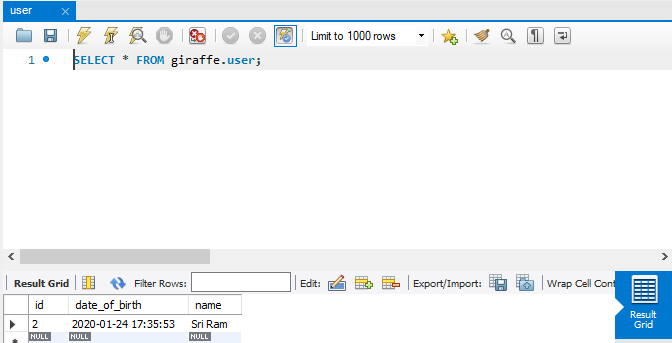 user
Limit to 1000 rows
1 SELECT * FROM giraffe.user;
Result Grid Filter Rows: Edit: Export/Import: Wrap Cell Cont
id date_of_birth name
2 2020-01-24 17:35:53 Sri Ram
NULL NULL NULL
Result
Grid